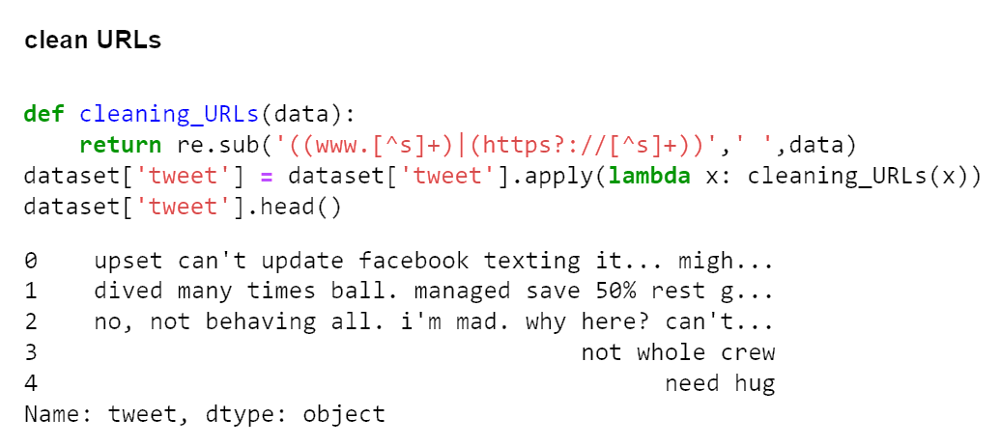 clean URLs
def cleaning_URLs(data):
    return re.sub('((www.[^s]+)|(https?://[^s]+))',' ',data)
dataset['tweet'] = dataset['tweet'].apply(lambda x: cleaning_URLs(x))
dataset['tweet'].head()
0    upset can't update facebook texting it... migh...
1    dived many times ball. managed save 50% rest g...
2    no, not behaving all. i'm mad. why here? can't...
3                                       not whole crew
4                                             need hug
Name: tweet, dtype: object